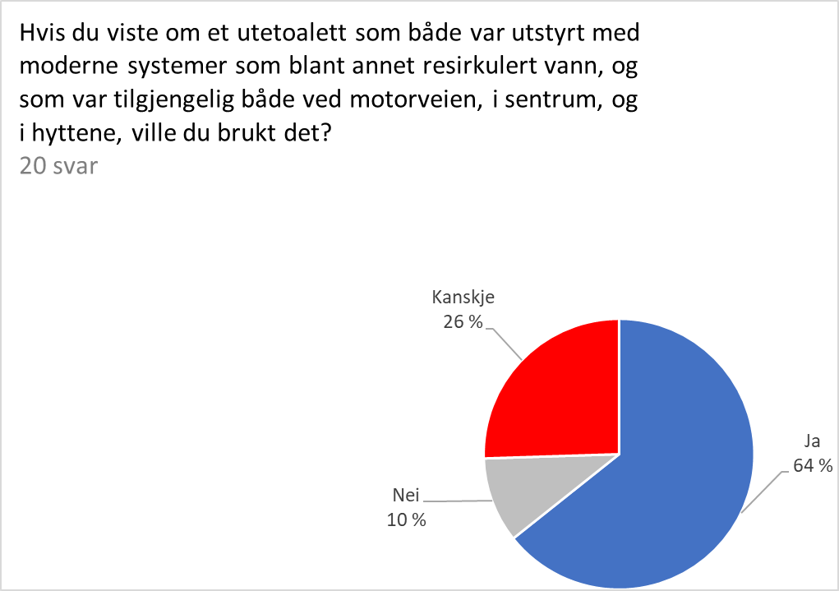 Hvis du viste om et utetoalett som både var utstyrt med
moderne systemer som blant annet resirkulert vann, og
som var tilgjengelig både ved motorveien, i sentrum, og
i hyttene, ville du brukt det?
20 svar
Kanskje
26 %
Ja
64 %
Nei
10 %